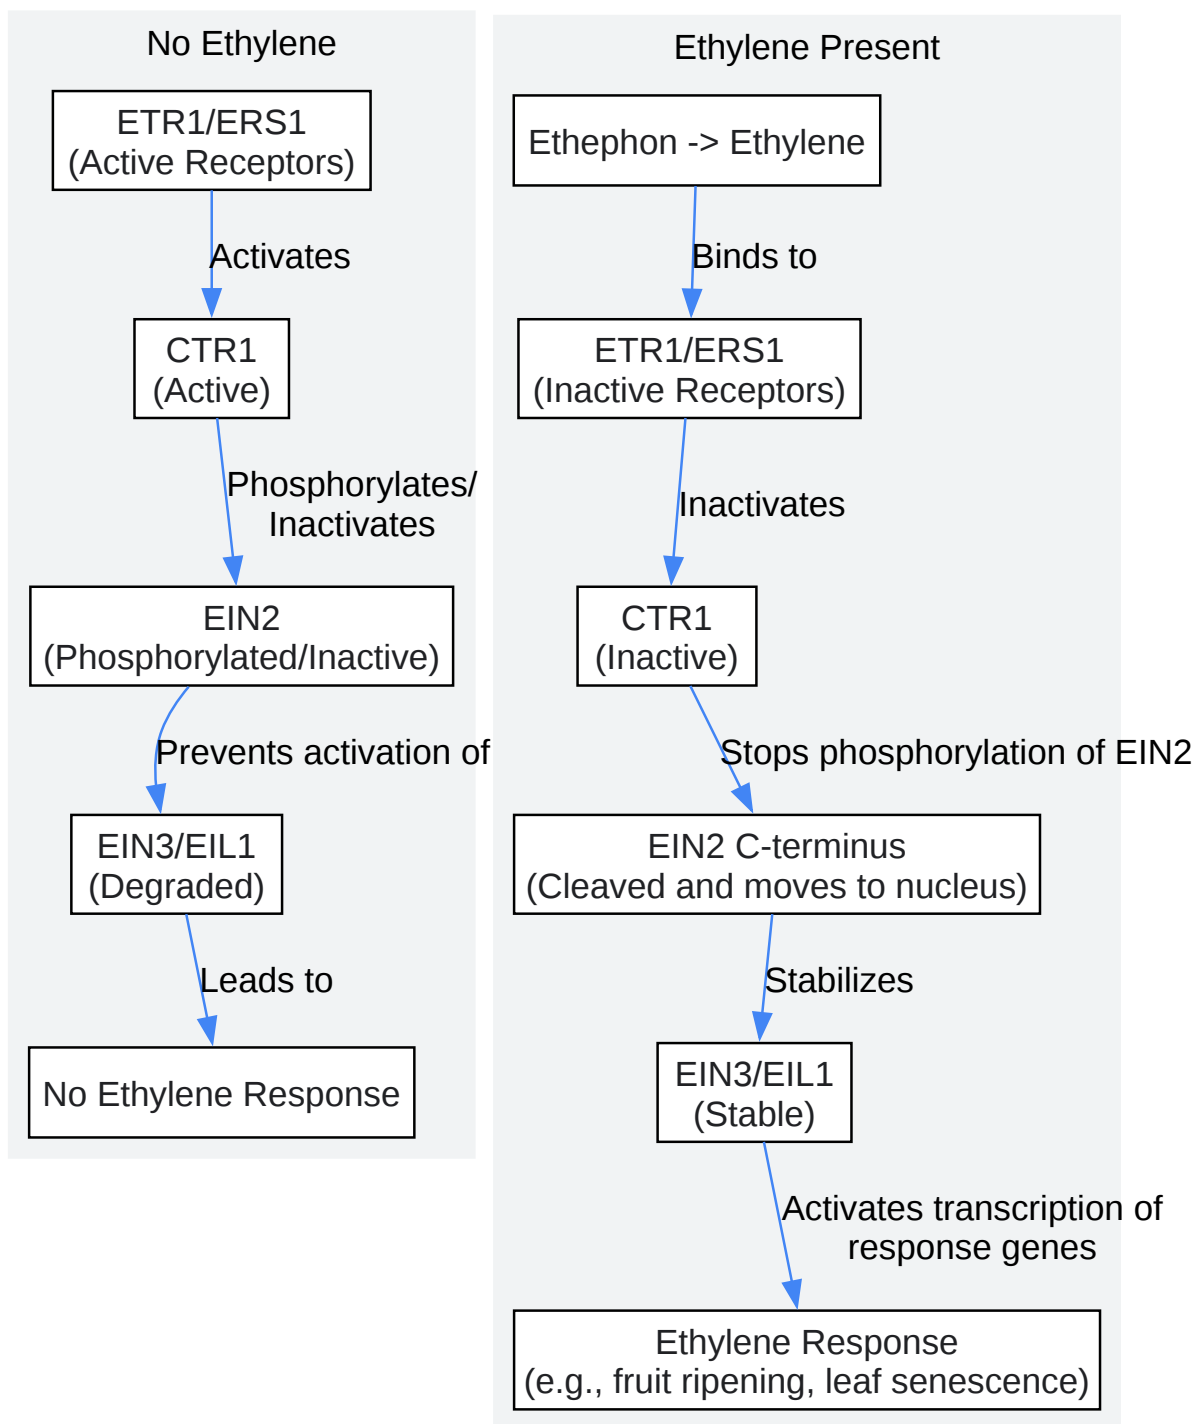 No Ethylene
ETR1/ERS1
(Active Receptors)
Activates
CTR1
(Active)
Phosphorylates/
Inactivates
EIN2
(Phosphorylated/Inactive)
Prevents activation of
EIN3/EIL1
(Degraded)
Leads to
No Ethylene Response
Ethylene Present
Ethephon -> Ethylene
Binds to
ETR1/ERS1
(Inactive Receptors)
Inactivates
CTR1
(Inactive)
Stops phosphorylation of EIN2
EIN2 C-terminus
(Cleaved and moves to nucleus)
Stabilizes
EIN3/EIL1
(Stable)
Activates transcription of
response genes
Ethylene Response
(e.g., fruit ripening, leaf senescence)